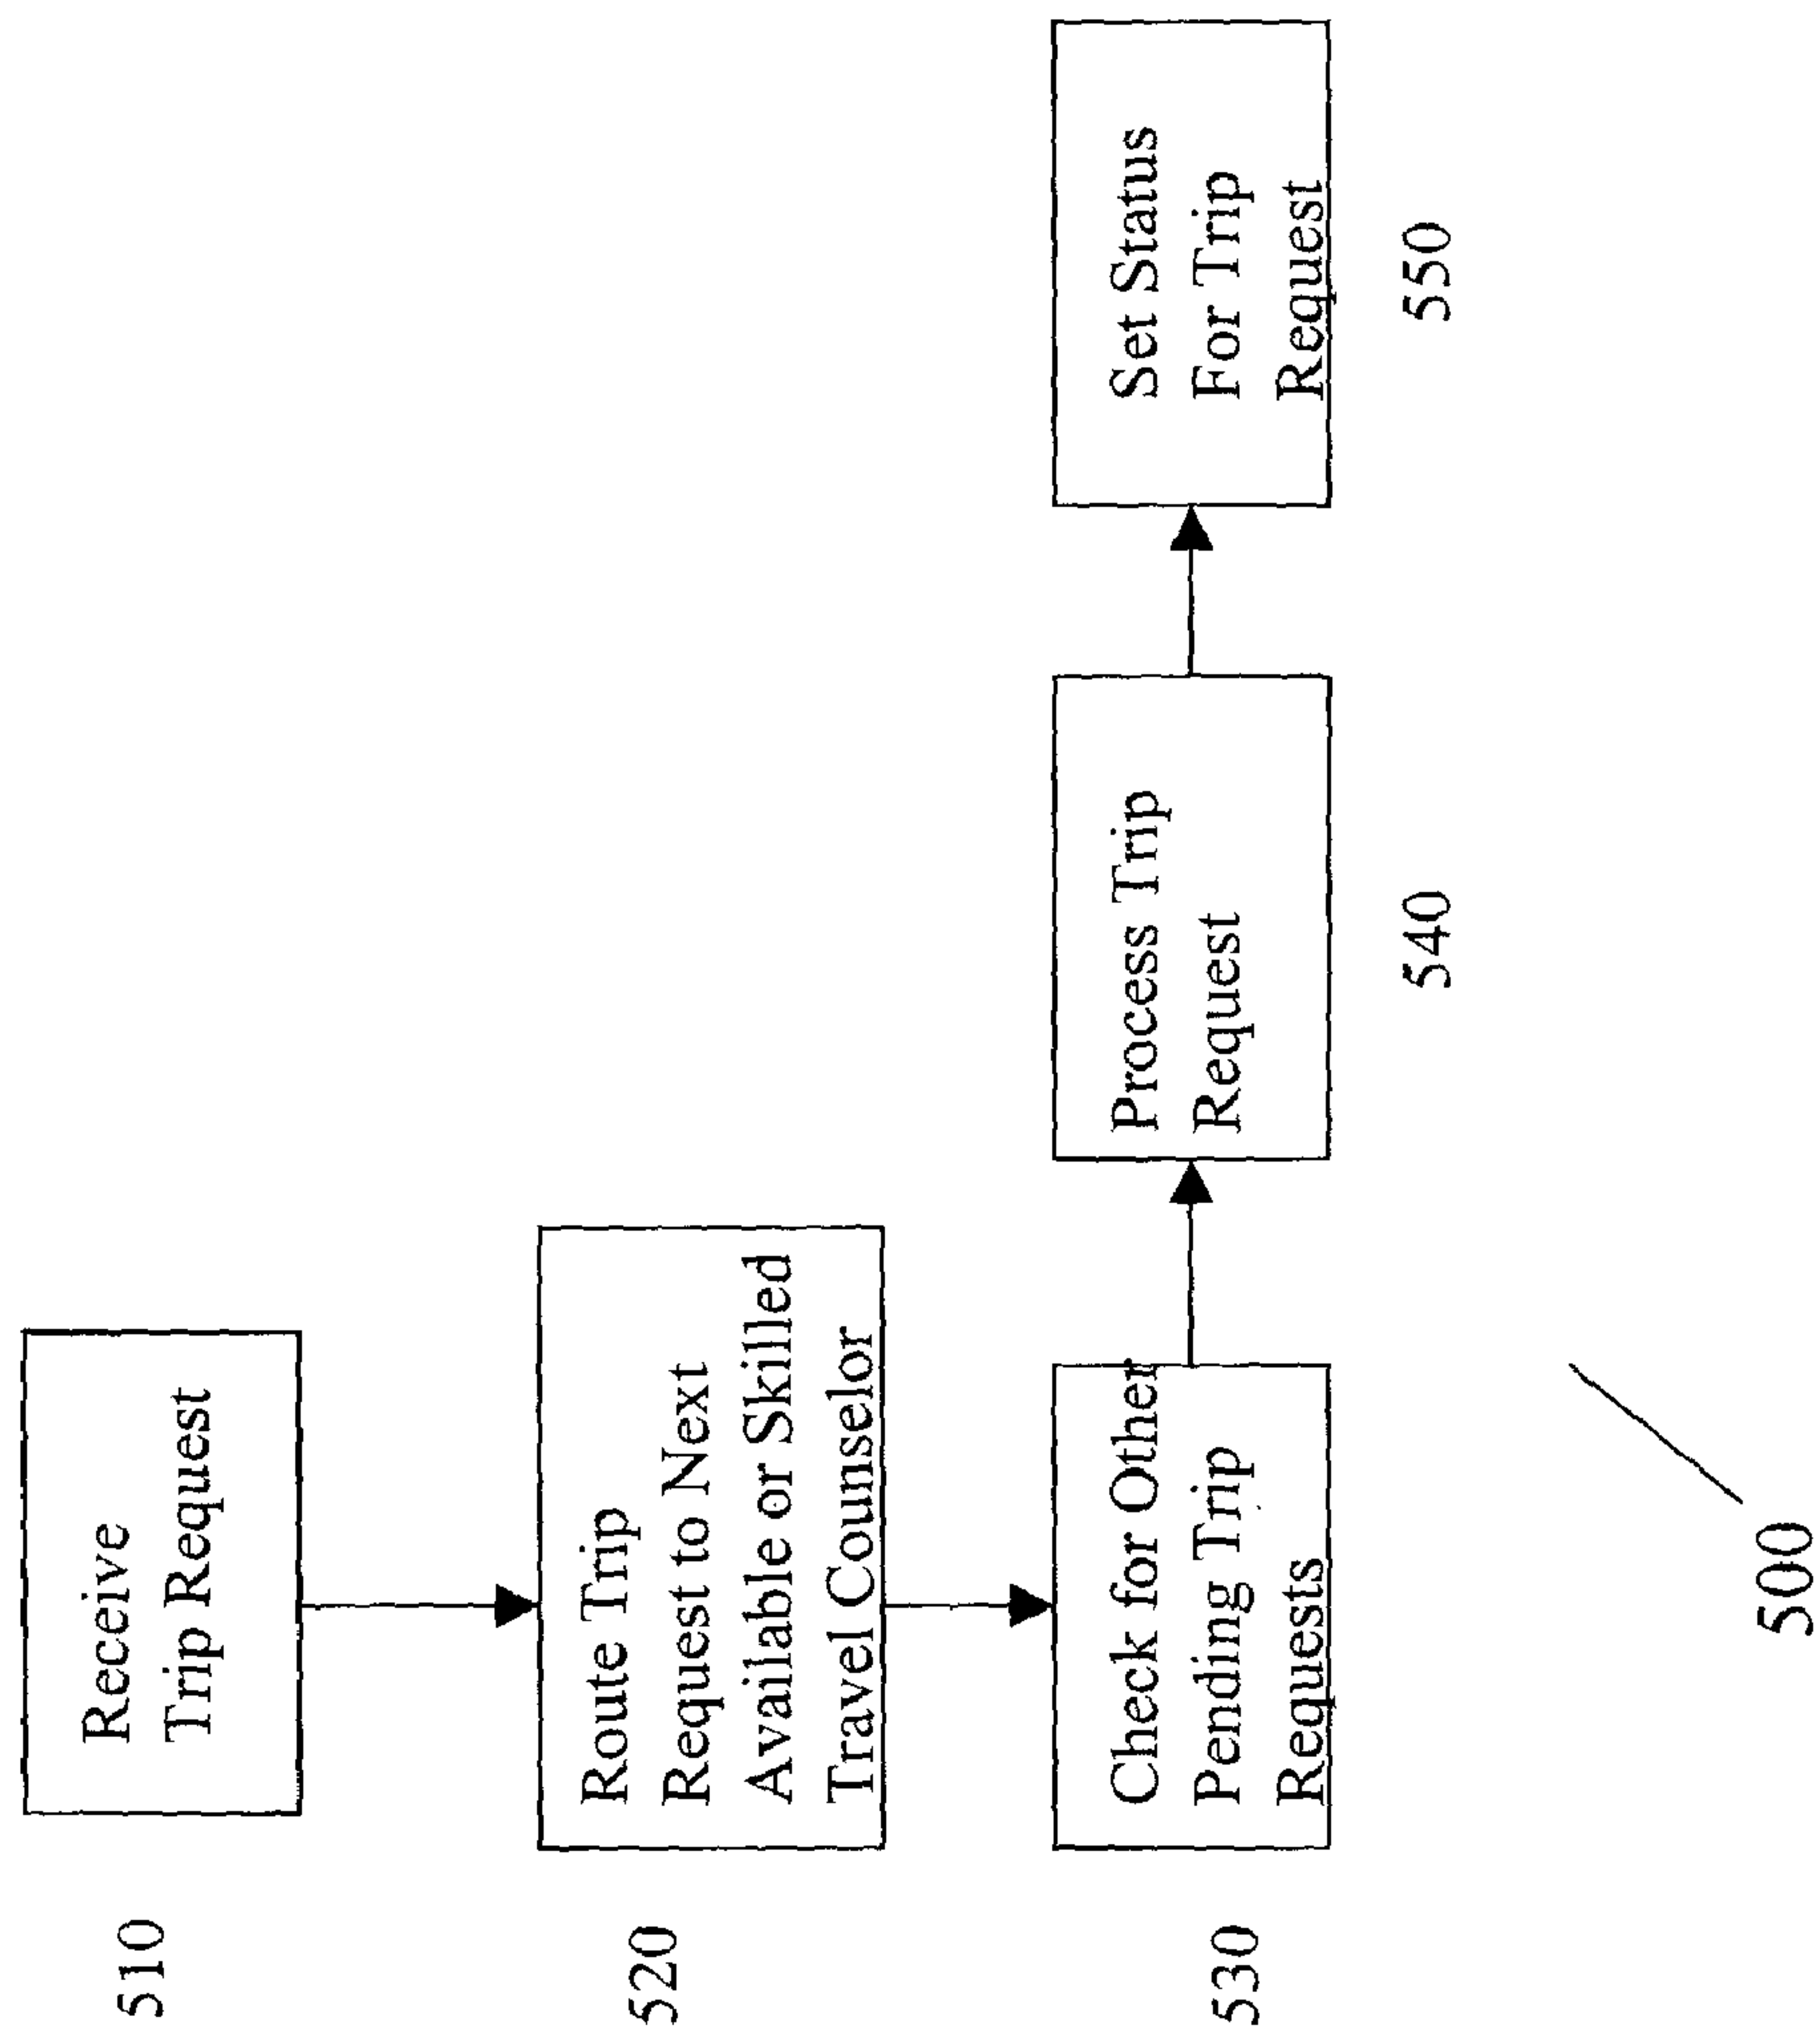 510
Receive
Trip Request
520
Route Trip
Request to Next
Available or Skilled
Travel Counselor
530
Check for Other
Pending Trip
Requests
Process Trip
Request
540
Set Status
For Trip
Request
550
500